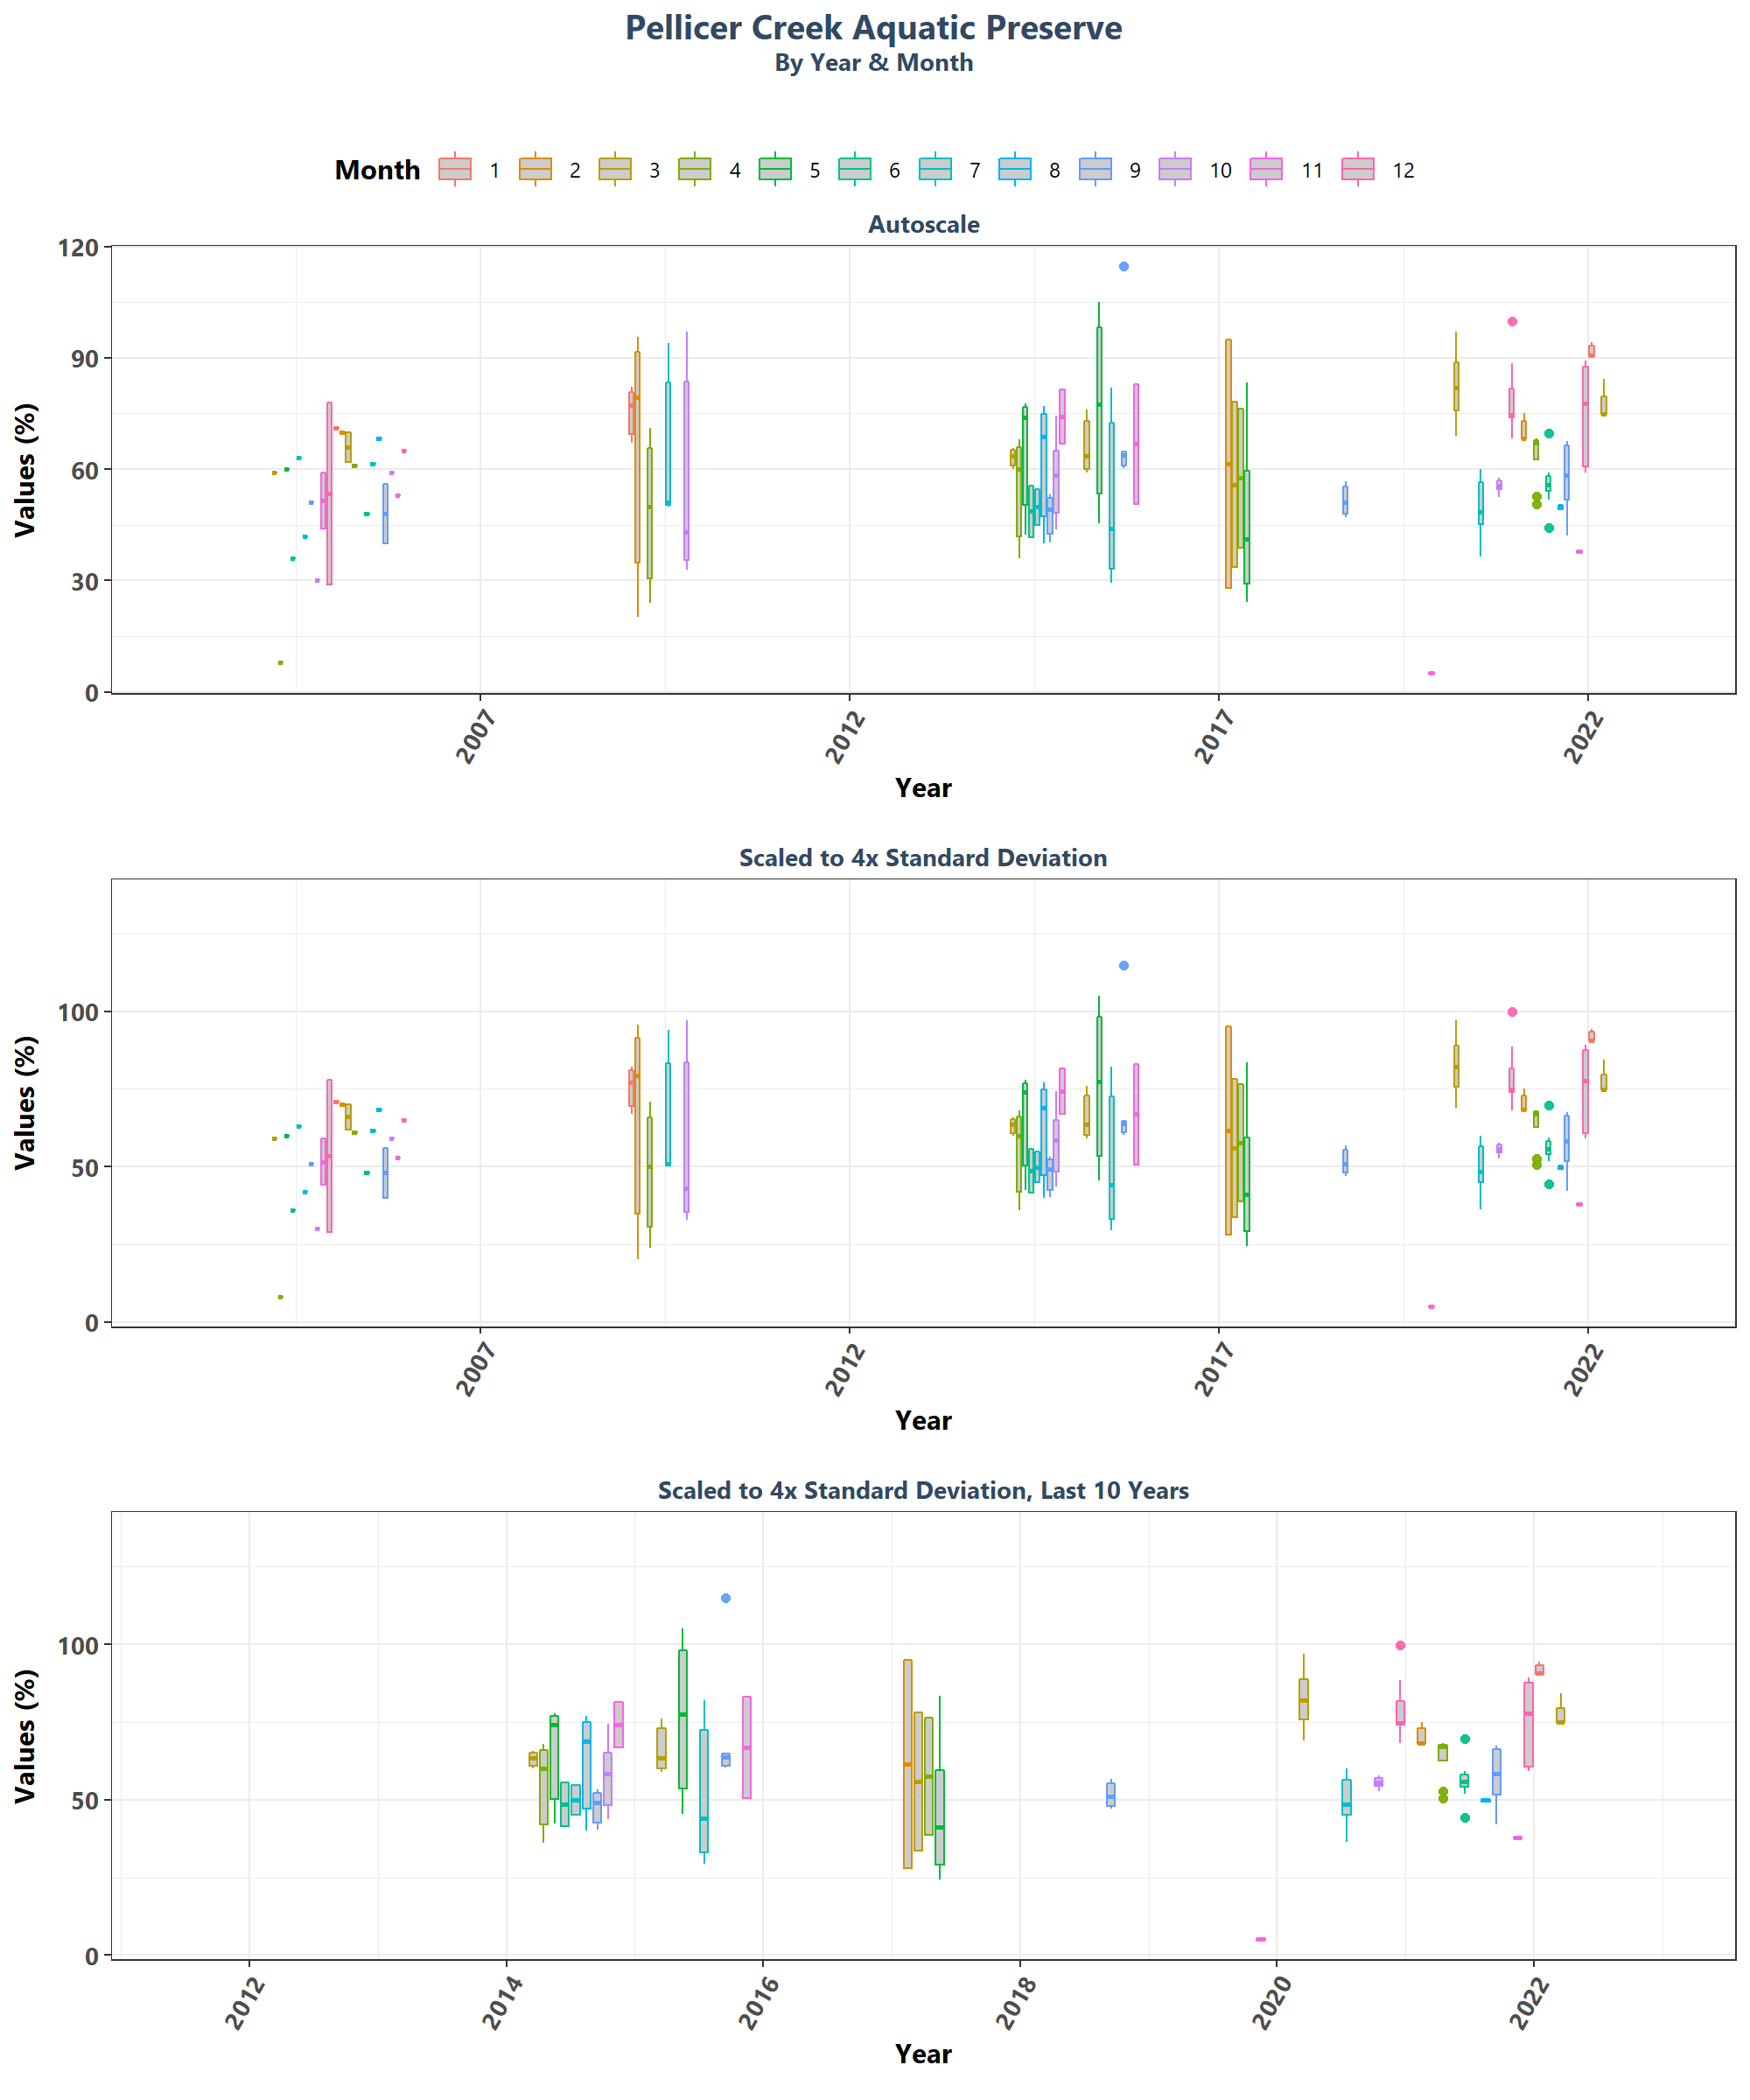 Pellicer Creek Aquatic Preserve
By Year & Month
Month 1 2 3 4 5 6 7 8 9 10 11 12
Autoscale
120
90
60
30
0
Values (%)
2007 2012 2017 2022
Year
Scaled to 4x Standard Deviation
100
50
0
Values (%)
2007 2012 2017 2022
Year
Scaled to 4x Standard Deviation, Last 10 Years
100
50
0
Values (%)
2012 2014 2016 2018 2020 2022
Year